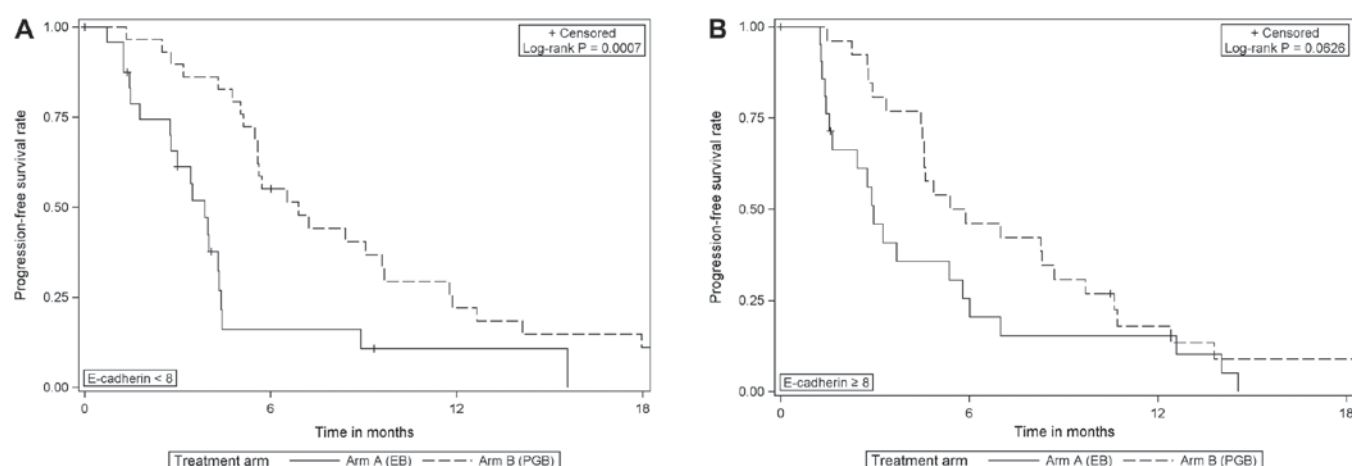 A
+ Censored
Log-rank P = 0.0007
Progression-free survival rate
1.00
0.75
0.50
0.25
0.00
E-cadherin < 8
0
6
12
18
Time in months
Treatment arm
Arm A (EB)
Arm B (PGB)
B
+ Censored
Log-rank P = 0.0626
Progression-free survival rate
1.00
0.75
0.50
0.25
0.00
E-cadherin ≥ 8
0
6
12
18
Time in months
Treatment arm
Arm A (EB)
Arm B (PGB)